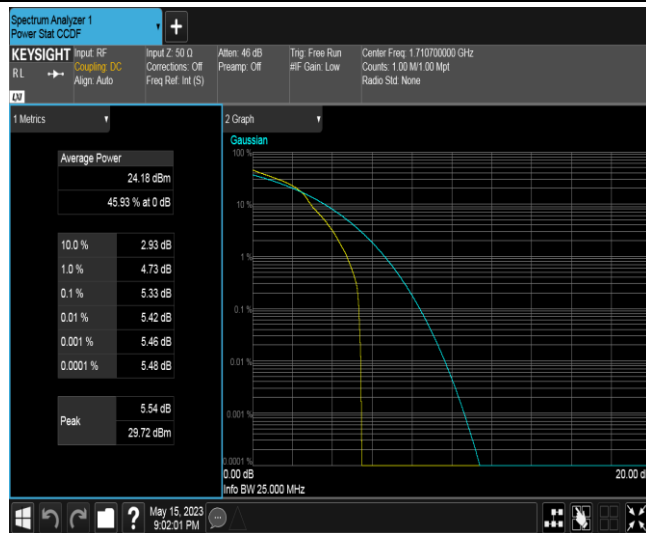 Spectrum Analyzer 1
Power Stat CCDF
+
KEYSIGHT
RL
Input: RF
Coupling: DC
Align: Auto
Input Z: 50 Ω
Corrections: Off
Freq Ref: Int (S)
Atten: 46 dB
Preamp: Off
Trig: Free Run
#IF Gain: Low
Center Freq: 1.710700000 GHz
Counts: 1.00 M/1.00 Mpt
Radio Std: None
1 Metrics
Average Power
24.18 dBm
45.93 % at 0 dB
10.0 % 2.93 dB
1.0 % 4.73 dB
0.1 % 5.33 dB
0.01 % 5.42 dB
0.001 % 5.46 dB
0.0001 % 5.48 dB
Peak
5.54 dB
29.72 dBm
2 Graph
Gaussian
100 %
10 %
1 %
0.1 %
0.01 %
0.001 %
0.0001 %
0.00 dB
20.00 d
Info BW 25.000 MHz
?
May 15, 2023
9:02:01 PM